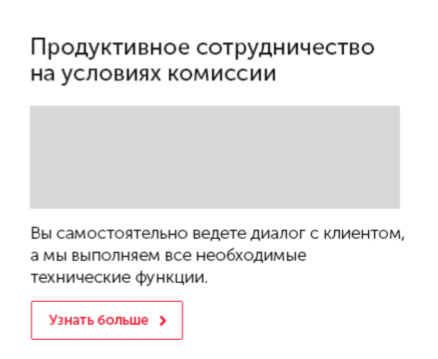 Продуктивное сотрудничество
на условиях комиссии
Вы самостоятельно ведете диалог с клиентом,
а мы выполняем все необходимые
технические функции.
Узнать больше